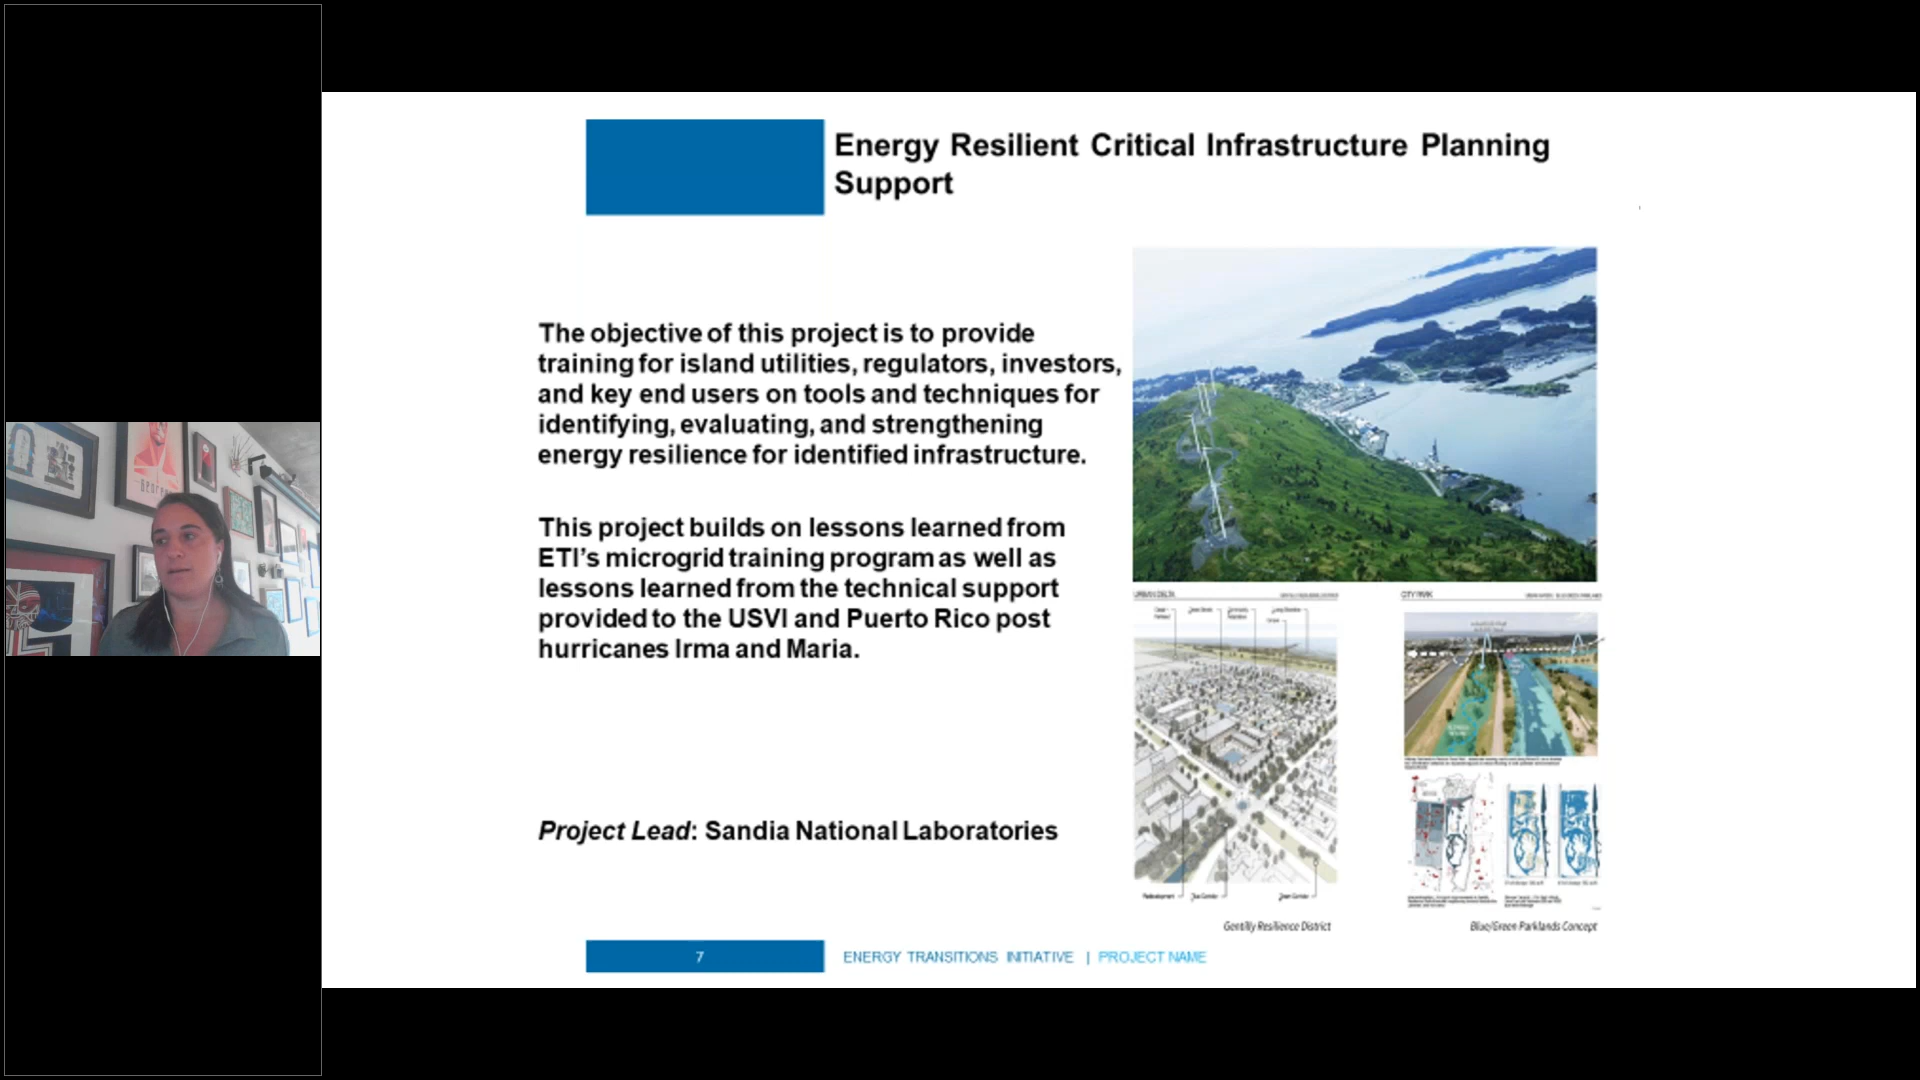 Energy Resilient Critical Infrastructure Planning
Support
The objective of this project is to provide
training for island utilities, regulators, investors,
and key end users on tools and techniques for
identifying, evaluating, and strengthening
energy resilience for identified infrastructure.
This project builds on lessons learned from
ETI’s microgrid training program as well as
lessons learned from the technical support
provided to the USVI and Puerto Rico post
hurricanes Irma and Maria.
Project Lead: Sandia National Laboratories
URBAN DELTA
CITY PARK
Redevelopment
Gentilly Resilience District
Blue/Green Parklands Concept
7
ENERGY TRANSITIONS INITIATIVE | PROJECT NAME